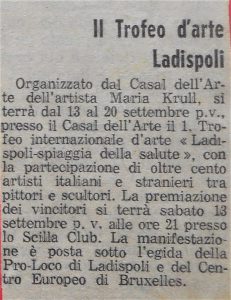 Il Trofeo d'arte
Ladispoli
Organizzato dal Casal dell'Ar-
te dell'artista Maria Krull, si
terrà dal 13 al 20 settembre p.v.,
presso il Casal dell'Arte il 1. Tro-
feo internazionale d'arte « Ladi-
spoli-spiaggia della salute », con
la partecipazione di oltre cento
artisti italiani e stranieri tra
pittori e scultori. La premiazione
dei vincitori si terrà sabato 13
settembre p. v. alle ore 21 presso
lo Scilla Club. La manifestazio-
ne è posta sotto l'egida della
Pro-Loco di Ladispoli e del Cen-
tro Europeo di Bruxelles.